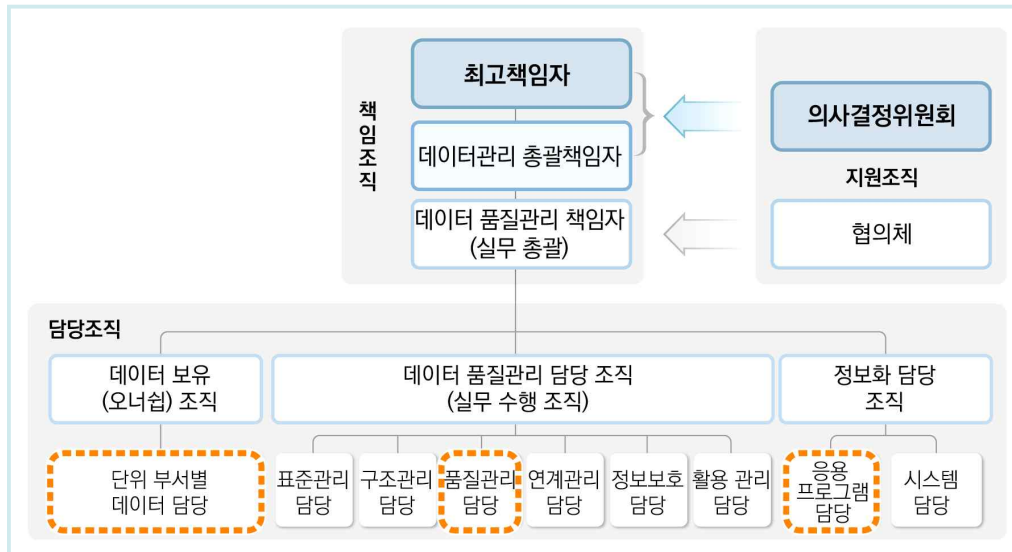 책임조직
최고책임자
데이터관리 총괄책임자
데이터 품질관리 책임자
(실무 총괄)
의사결정위원회
지원조직
협의체
담당조직
데이터 보유
(오너쉽) 조직
데이터 품질관리 담당 조직
(실무 수행 조직)
정보화 담당
조직
단위 부서별
데이터 담당
표준관리
담당
구조관리
담당
품질관리
담당
연계관리
담당
정보보호
담당
활용 관리
담당
응용
프로그램
담당
시스템
담당